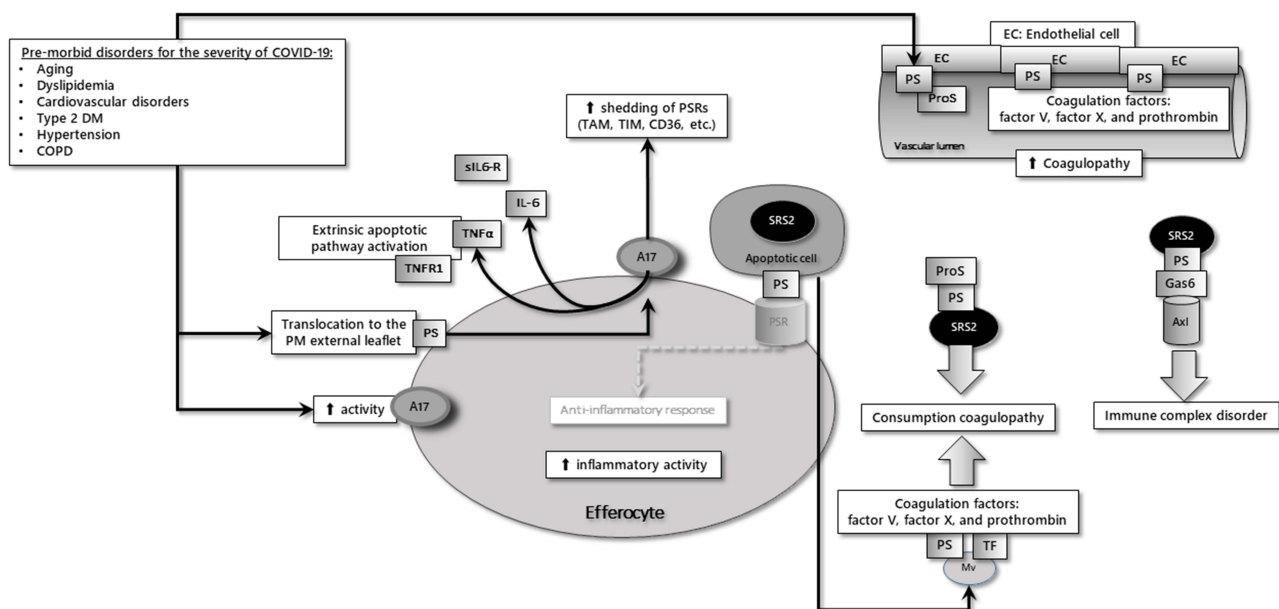 Pre-morbid disorders for the severity of COVID-19:
• Aging
• Dyslipidemia
• Cardiovascular disorders
• Type 2 DM
• Hypertension
• COPD
⬆ shedding of PSRs
(TAM, TIM, CD36, etc.)
sIL6-R
IL-6
Extrinsic apoptotic
pathway activation
TNFα
TNFR1
A17
Translocation to the
PM external leaflet
PS
⬆ activity
A17
SRS2
Apoptotic cell
PS
PSR
Anti-inflammatory response
⬆ inflammatory activity
Efferocyte
EC: Endothelial cell
EC
EC
EC
PS
ProS
PS
PS
Coagulation factors:
factor V, factor X, and prothrombin
Vascular lumen
⬆ Coagulopathy
ProS
PS
SRS2
Consumption coagulopathy
Coagulation factors:
factor V, factor X, and prothrombin
PS
TF
Mv
SRS2
PS
Gas6
Axl
Immune complex disorder